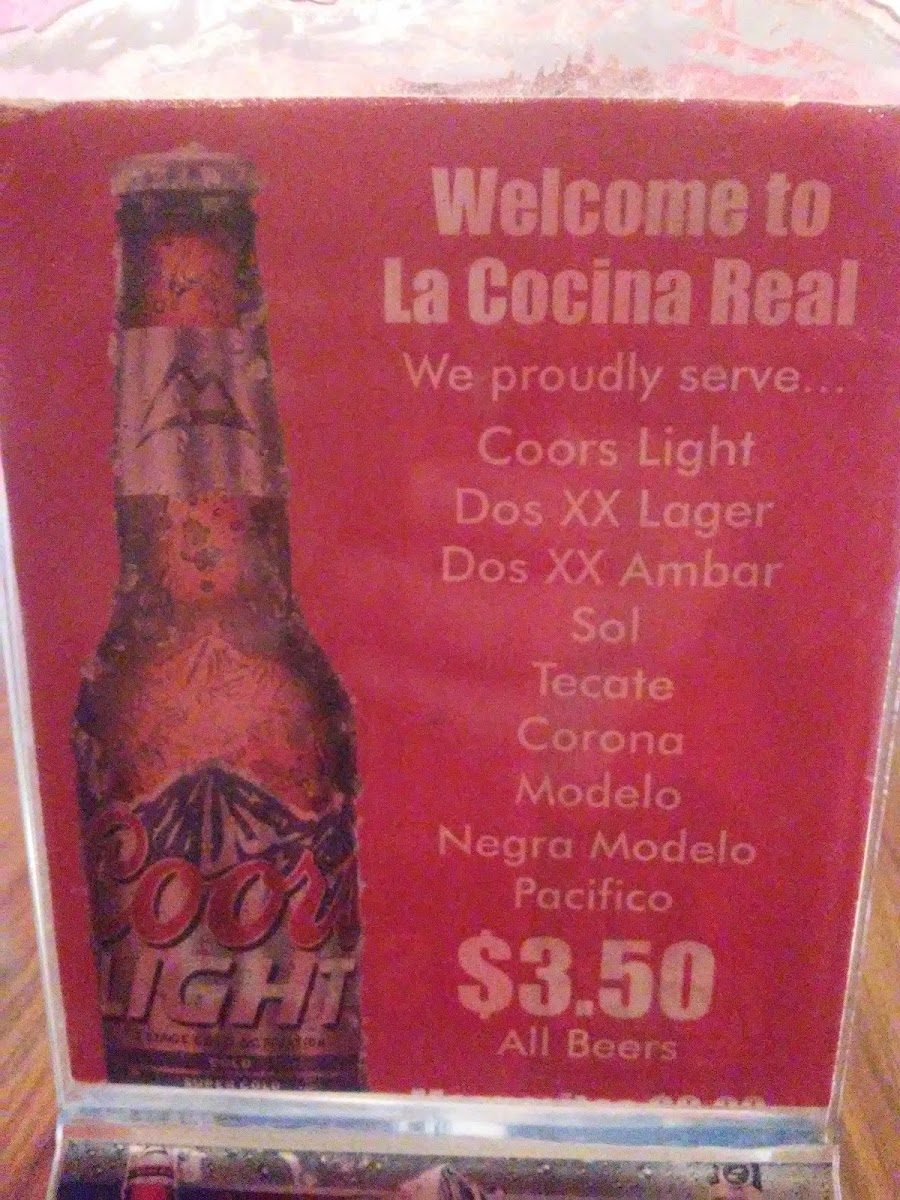 Welcome to
La Cocina Real
We proudly serve...
Coors Light
Dos XX Lager
Dos XX Ambar
Sol
Tecate
Corona
Modelo
Negra Modelo
Pacifico
$3.50
All Beers
Coors
LIGHT